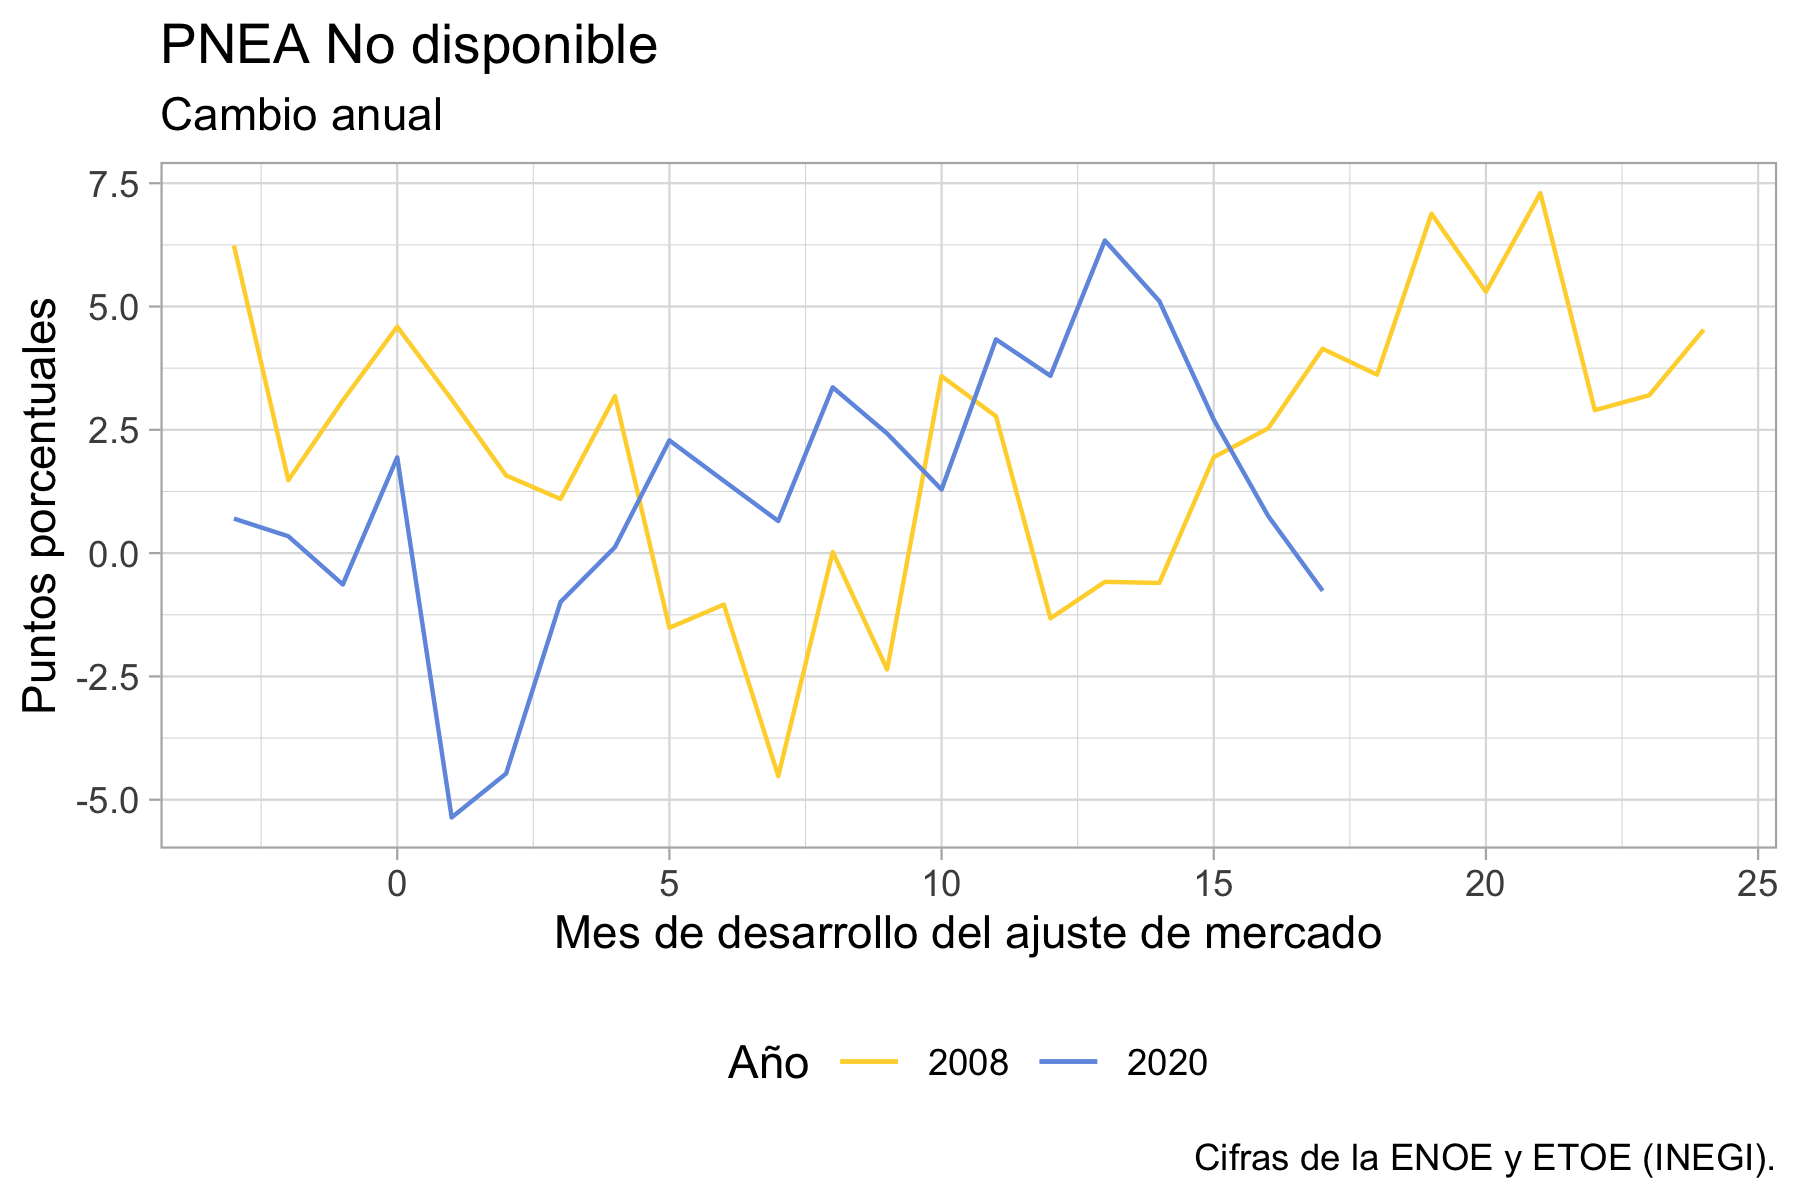 PNEA No disponible
Cambio anual
Puntos porcentuales
7.5
5.0
2.5
0.0
-2.5
-5.0
0 5 10 15 20 25
Mes de desarrollo del ajuste de mercado
Año 2008 2020
Cifras de la ENOE y ETOE (INEGI).